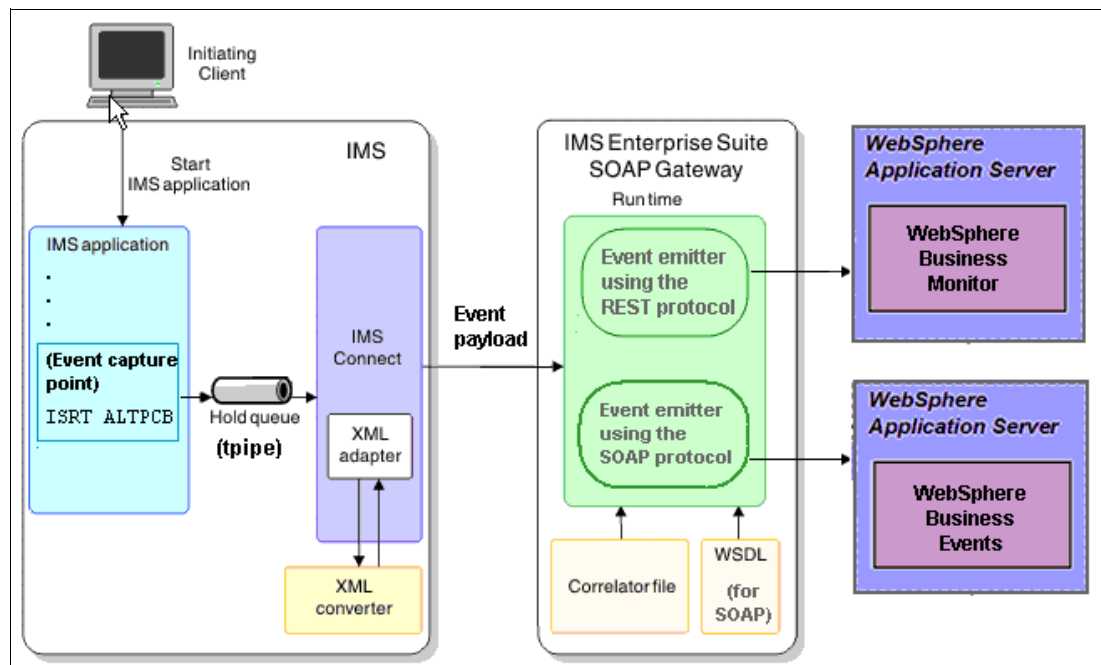 Initiating
Client
IMS
Start
IMS application
IMS application
.
.
.
(Event capture
point)
ISRT ALTPCB
Hold queue
(tpipe)
IMS
Connect
XML
adapter
XML
converter
Event
payload
IMS Enterprise Suite
SOAP Gateway
Run time
Event emitter
using the
REST protocol
Event emitter
using the
SOAP protocol
Correlator file
WSDL
(for
SOAP)
WebSphere
Application Server
WebSphere
Business
Monitor
WebSphere
Application Server
WebSphere
Business
Events